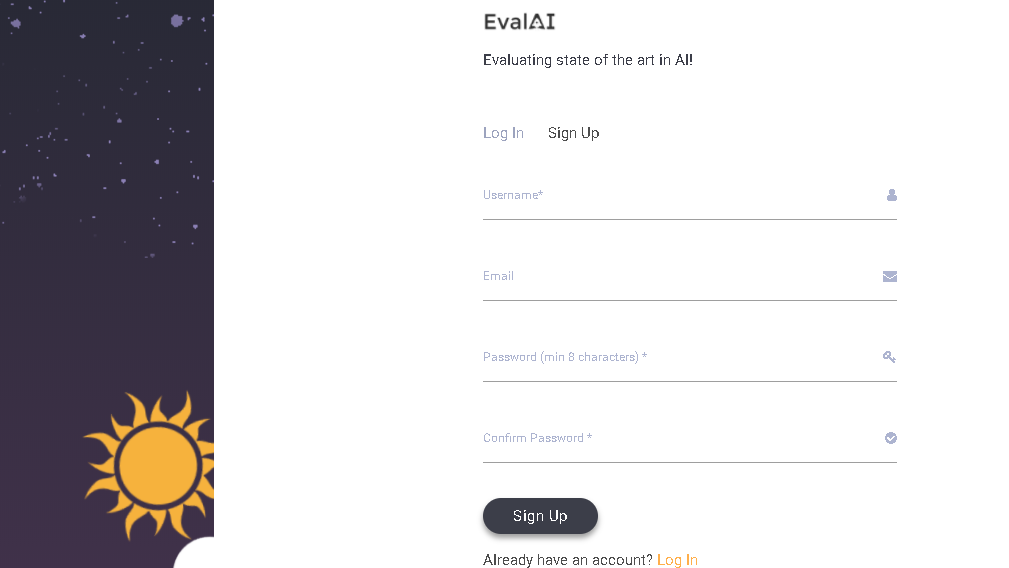 EvalAI
Evaluating state of the art in AI!
Log In Sign Up
Username*
Email
Password (min 8 characters) *
Confirm Password *
Sign Up
Already have an account? Log In